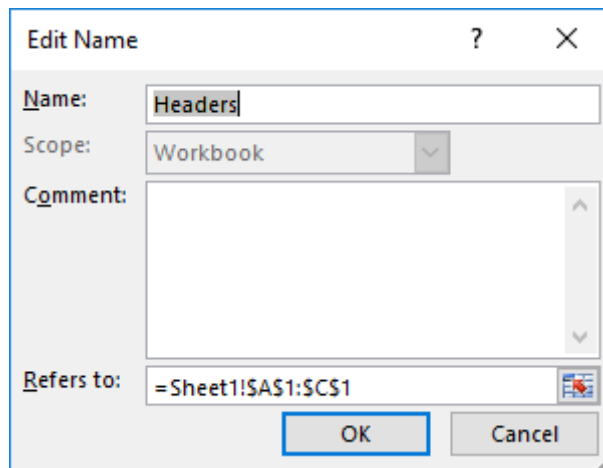 Edit Name ?
Name: Headers
Scope: Workbook
Comment:
Refers to: =Sheet1!$A$1:$C$1
OK Cancel